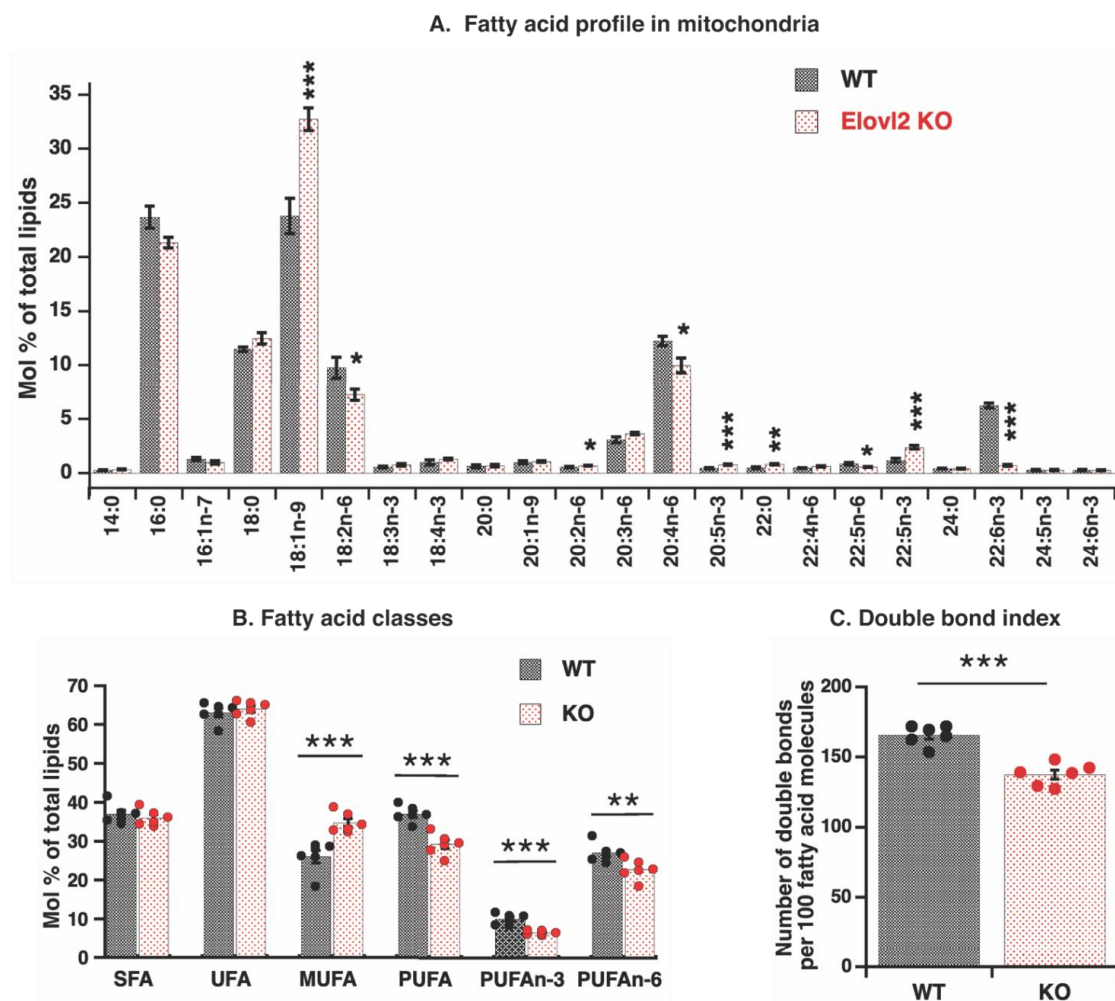 A. Fatty acid profile in mitochondria
Mol % of total lipids
35
30
25
20
15
10
5
0
WT
Elovl2 KO
***
*
*
*
***
**
*
***
***
14:0
16:0
16:1n-7
18:0
18:1n-9
18:2n-6
18:3n-3
18:4n-3
20:0
20:1n-9
20:2n-6
20:3n-6
20:4n-6
20:5n-3
22:0
22:4n-6
22:5n-6
22:5n-3
24:0
22:6n-3
24:5n-3
24:6n-3
B. Fatty acid classes
Mol % of total lipids
70
60
50
40
30
20
10
0
WT
KO
***
***
***
**
SFA
UFA
MUFA
PUFA
PUFAn-3
PUFAn-6
C. Double bond index
Number of double bonds
per 100 fatty acid molecules
200
150
100
50
0
***
WT
KO